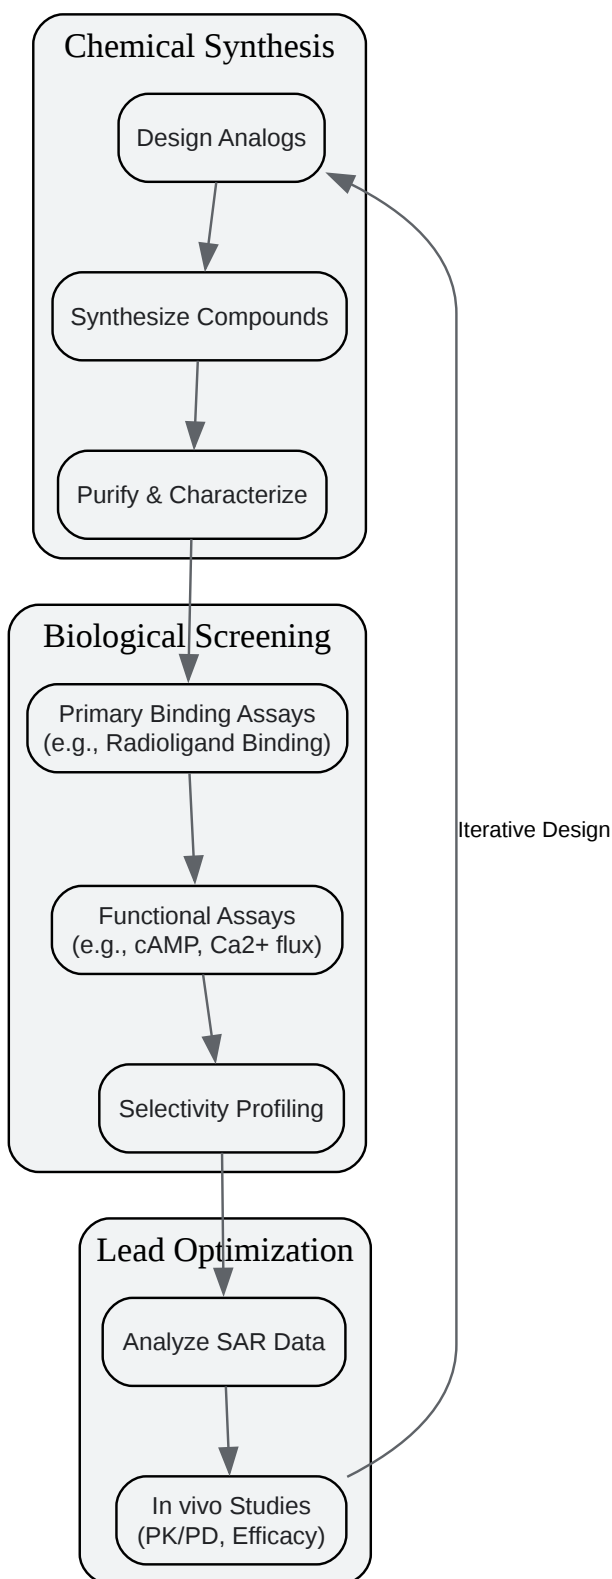 Chemical Synthesis
Design Analogs
Synthesize Compounds
Purify & Characterize
Biological Screening
Primary Binding Assays
(e.g., Radioligand Binding)
Iterative Design
Functional Assays
(e.g., cAMP, Ca2+ flux)
Selectivity Profiling
Lead Optimization
Analyze SAR Data
In vivo Studies
(PK/PD, Efficacy)